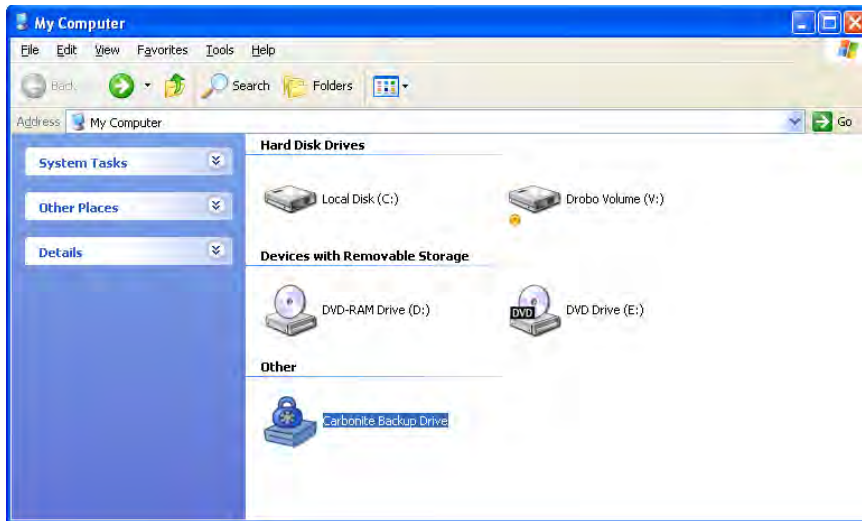 My Computer
File Edit View Favorites Tools Help
Back Search Folders
Address My Computer Go
System Tasks
Other Places
Details
Hard Disk Drives
Local Disk (C:) Drobo Volume (V:)
Devices with Removable Storage
DVD-RAM Drive (D:) DVD DVD Drive (E:)
Other
Carbonite Backup Drive